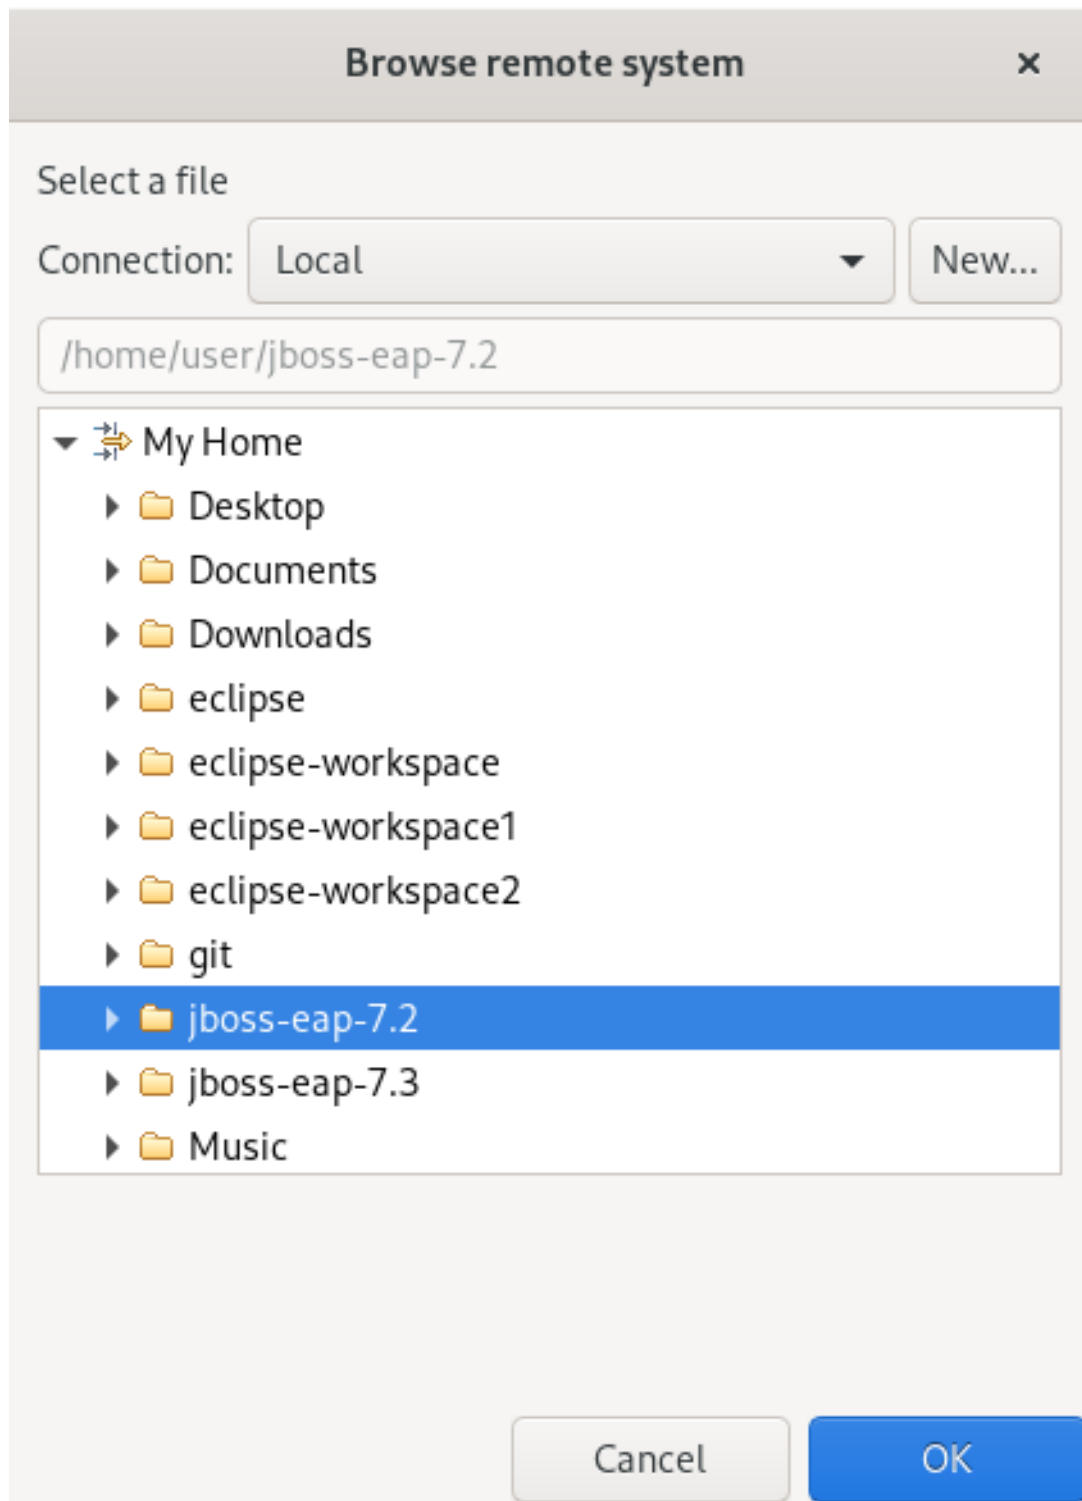 Browse remote system
Select a file
Connection: Local New...
/home/user/jboss-eap-7.2
My Home
Desktop
Documents
Downloads
eclipse
eclipse-workspace
eclipse-workspace1
eclipse-workspace2
git
jboss-eap-7.2
jboss-eap-7.3
Music
Cancel OK